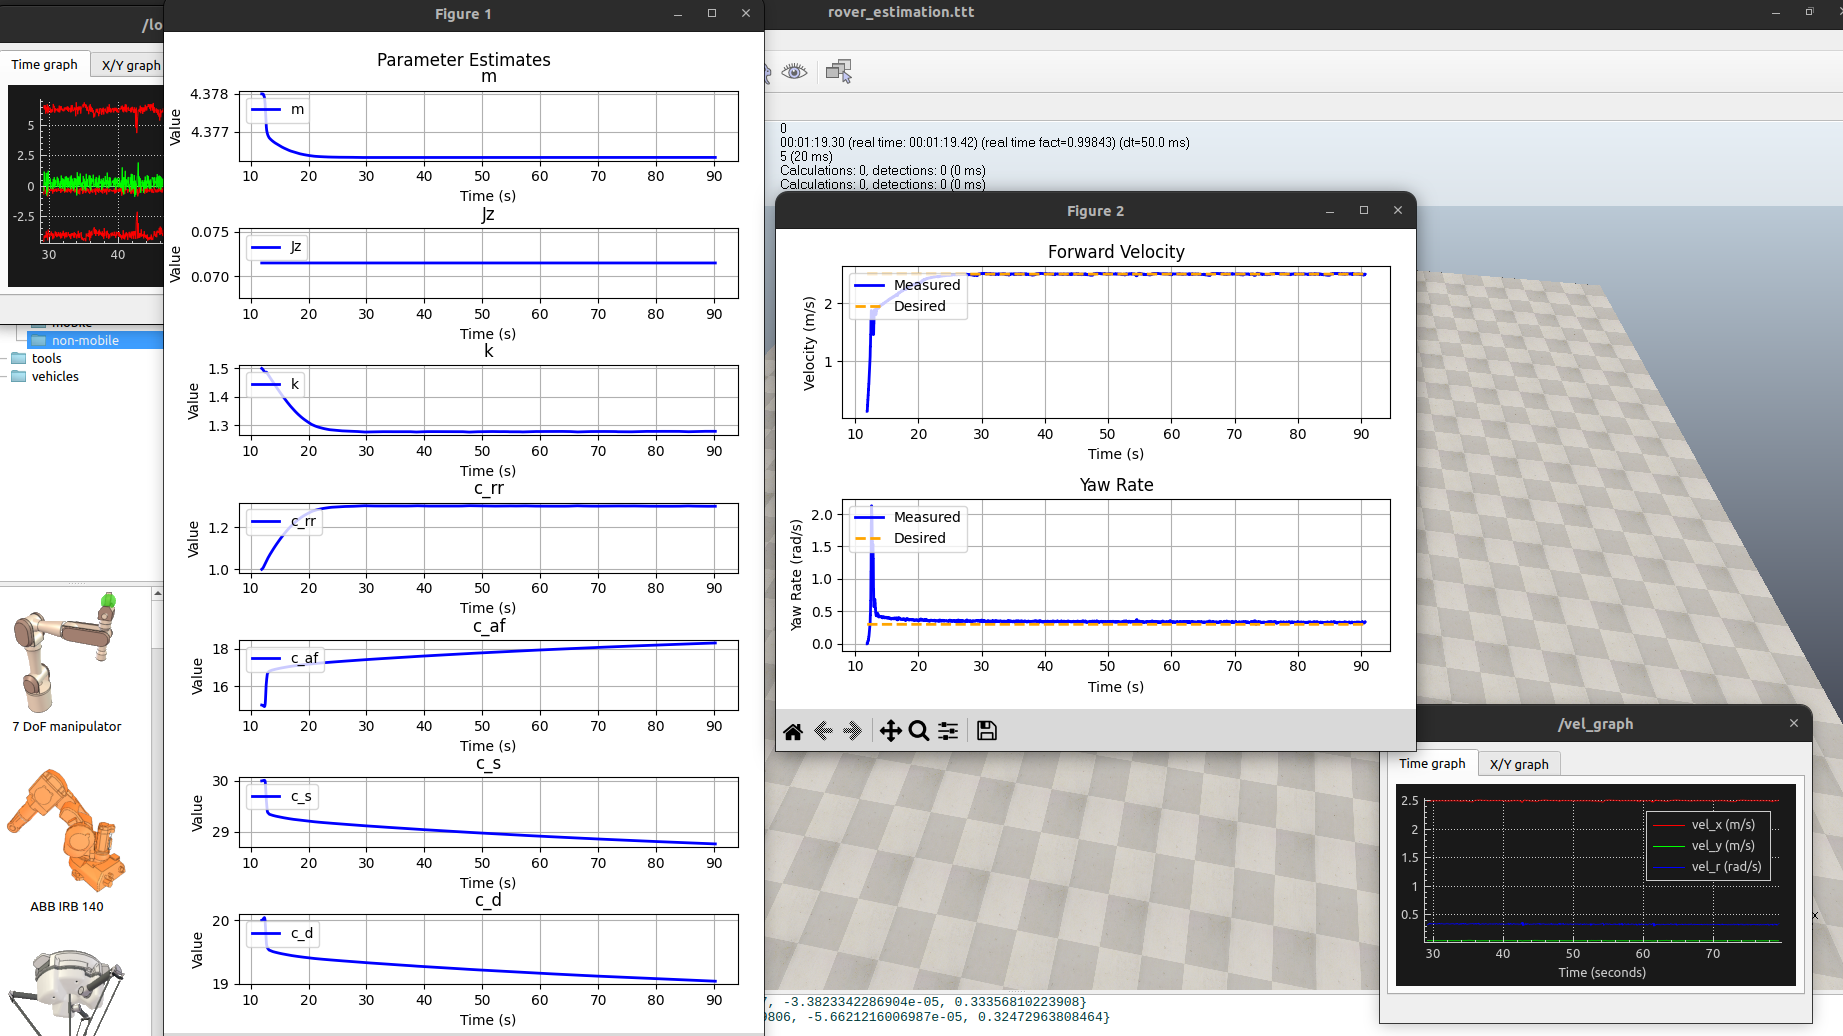 rover_estimation.ttt
/lo
Time graph
X/Y graph
5
2.5
0
-2.5
30
40
mobile
non-mobile
tools
vehicles
7 DoF manipulator
ABB IRB 140
Figure 1
Parameter Estimates
m
4.378
4.377
Value
m
10 20 30 40 50 60 70 80 90
Time (s)
Jz
0.075
0.070
Value
Jz
10 20 30 40 50 60 70 80 90
Time (s)
k
1.5
1.4
1.3
Value
k
10 20 30 40 50 60 70 80 90
Time (s)
c_rr
1.2
1.0
Value
c_rr
10 20 30 40 50 60 70 80 90
Time (s)
c_af
18
16
Value
c_af
10 20 30 40 50 60 70 80 90
Time (s)
c_s
30
29
Value
c_s
10 20 30 40 50 60 70 80 90
Time (s)
c_d
20
19
Value
c_d
10 20 30 40 50 60 70 80 90
Time (s)
0
00:01:19.30 (real time: 00:01:19.42) (real time fact=0.99843) (dt=50.0 ms)
5 (20 ms)
Calculations: 0, detections: 0 (0 ms)
Calculations: 0, detections: 0 (0 ms)
Figure 2
Forward Velocity
2
1
Velocity (m/s)
Measured
Desired
10 20 30 40 50 60 70 80 90
Time (s)
Yaw Rate
2.0
1.5
1.0
0.5
0.0
Yaw Rate (rad/s)
Measured
Desired
10 20 30 40 50 60 70 80 90
Time (s)
/vel_graph
Time graph
X/Y graph
2.5
2
1.5
1
0.5
vel_x (m/s)
vel_y (m/s)
vel_r (rad/s)
30 40 50 60 70
Time (seconds)
x
7, -3.3823342286904e-05, 0.33356810223908}
9806, -5.6621216006987e-05, 0.32472963808464}